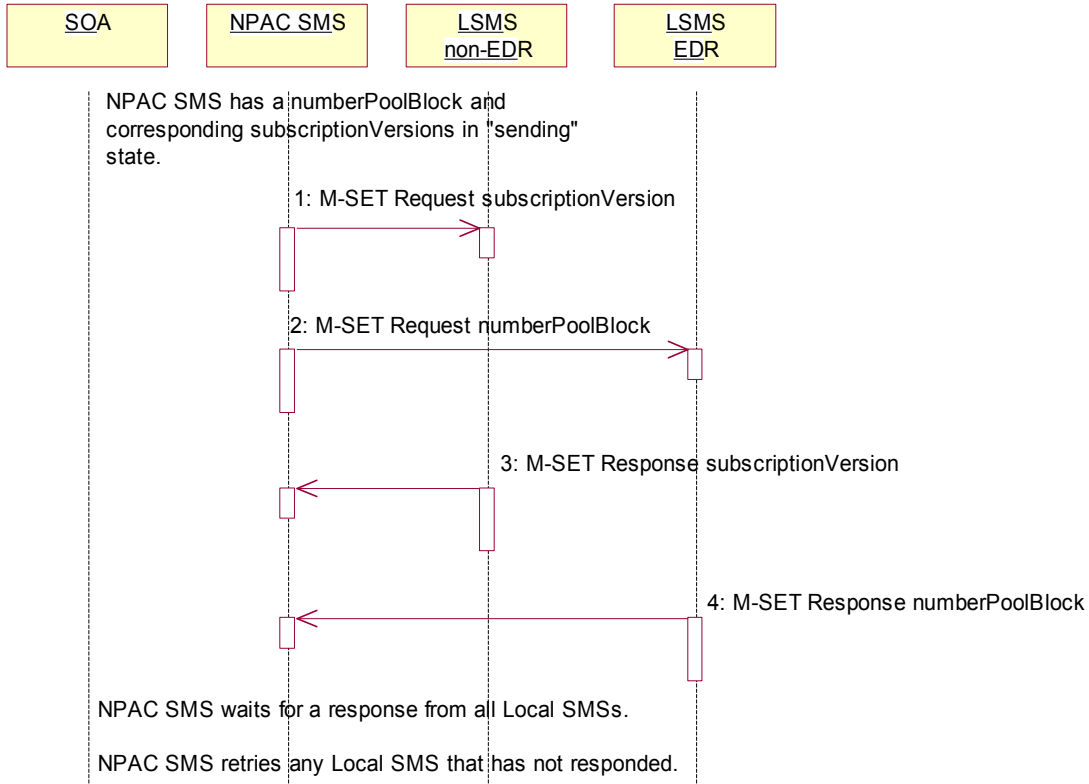 SOA
NPAC SMS
LSMS
non-EDR
LSMS
EDR
NPAC SMS has a numberPoolBlock and
corresponding subscriptionVersions in "sending"
state.
1: M-SET Request subscriptionVersion
2: M-SET Request numberPoolBlock
3: M-SET Response subscriptionVersion
4: M-SET Response numberPoolBlock
NPAC SMS waits for a response from all Local SMSs.
NPAC SMS retries any Local SMS that has not responded.